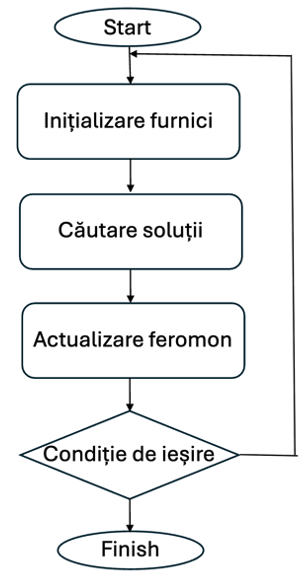 Start
Inițializare furnici
Căutare soluții
Actualizare feromon
Condiție de ieșire
Finish